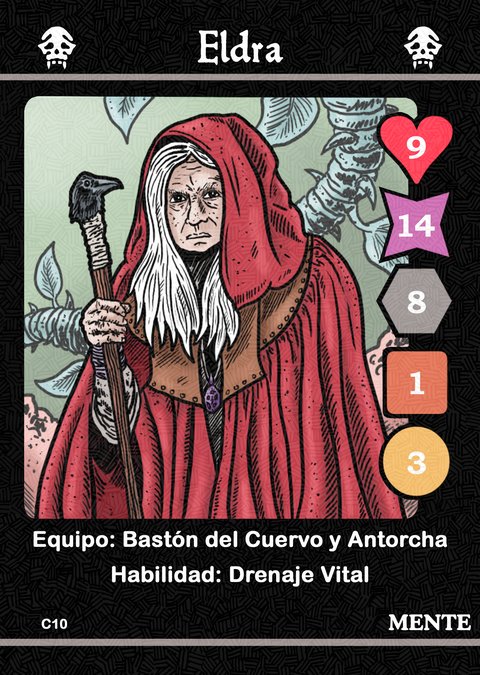 Eldra
9
14
8
1
3
Equipo: Bastón del Cuervo y Antorcha
Habilidad: Drenaje Vital
C10
MENTE